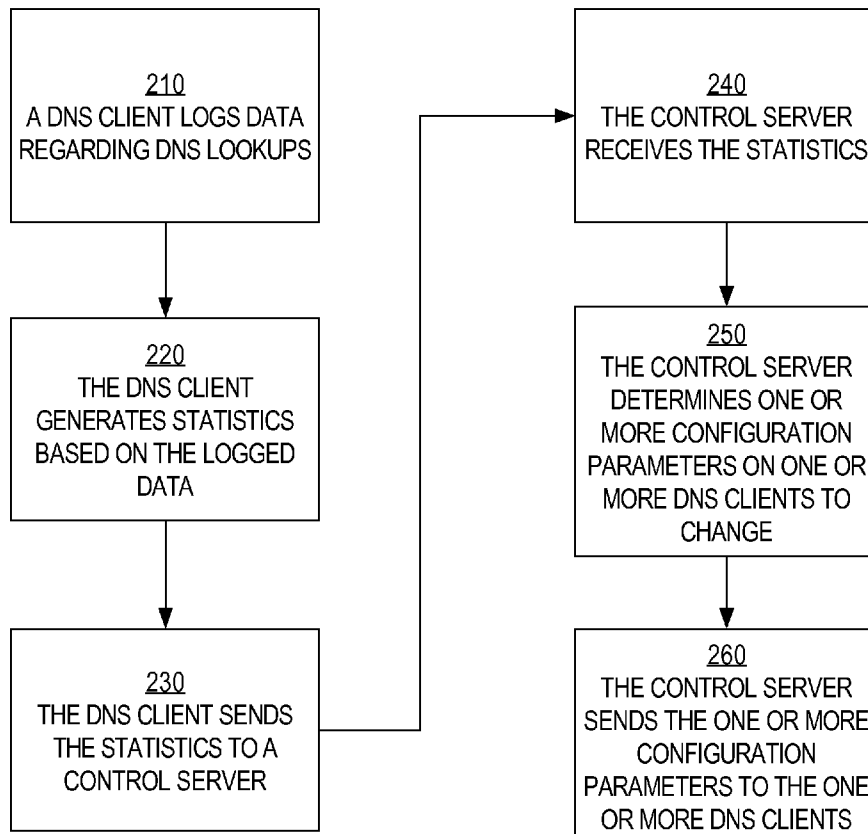 210
A DNS CLIENT LOGS DATA
REGARDING DNS LOOKUPS
220
THE DNS CLIENT
GENERATES STATISTICS
BASED ON THE LOGGED
DATA
230
THE DNS CLIENT SENDS
THE STATISTICS TO A
CONTROL SERVER
240
THE CONTROL SERVER
RECEIVES THE STATISTICS
250
THE CONTROL SERVER
DETERMINES ONE OR
MORE CONFIGURATION
PARAMETERS ON ONE OR
MORE DNS CLIENTS TO
CHANGE
260
THE CONTROL SERVER
SENDS THE ONE OR MORE
CONFIGURATION
PARAMETERS TO THE ONE
OR MORE DNS CLIENTS